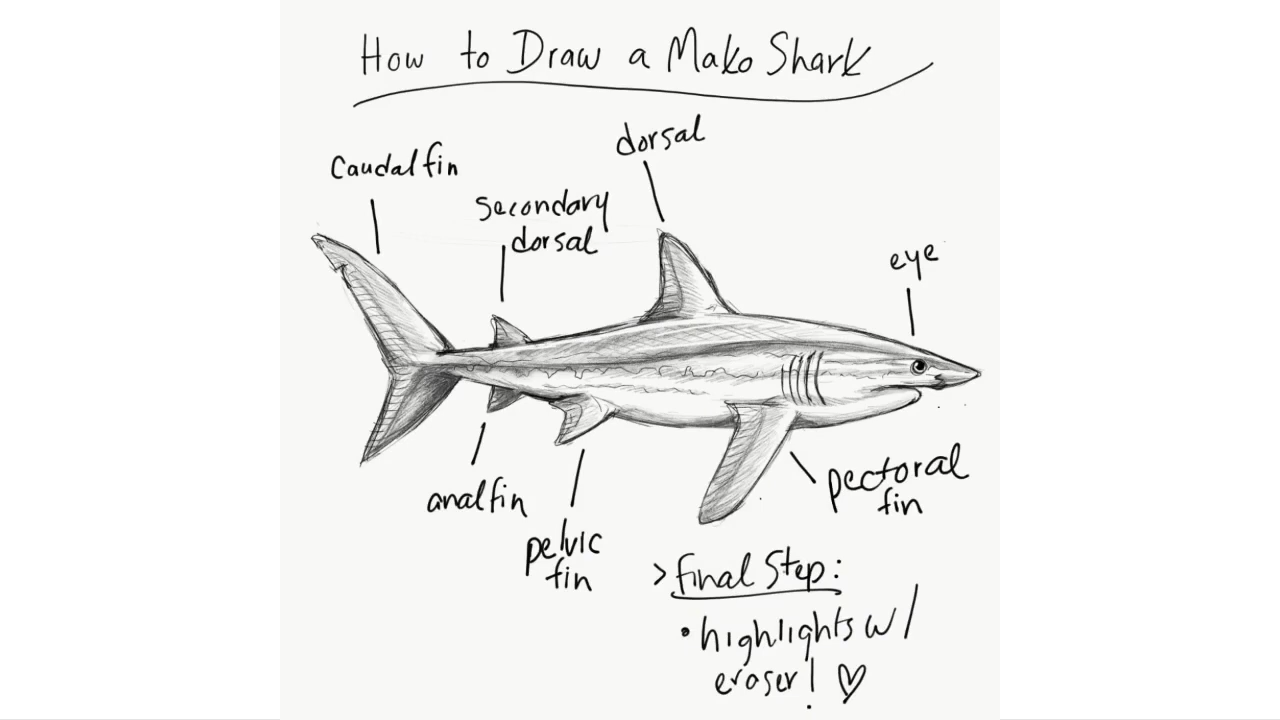 How to Draw a Mako Shark
dorsal
Caudal fin
secondary
dorsal
eye
pectoral
fin
anal fin
pelvic
fin
> final Step:
• highlights w/
eraser! ♡